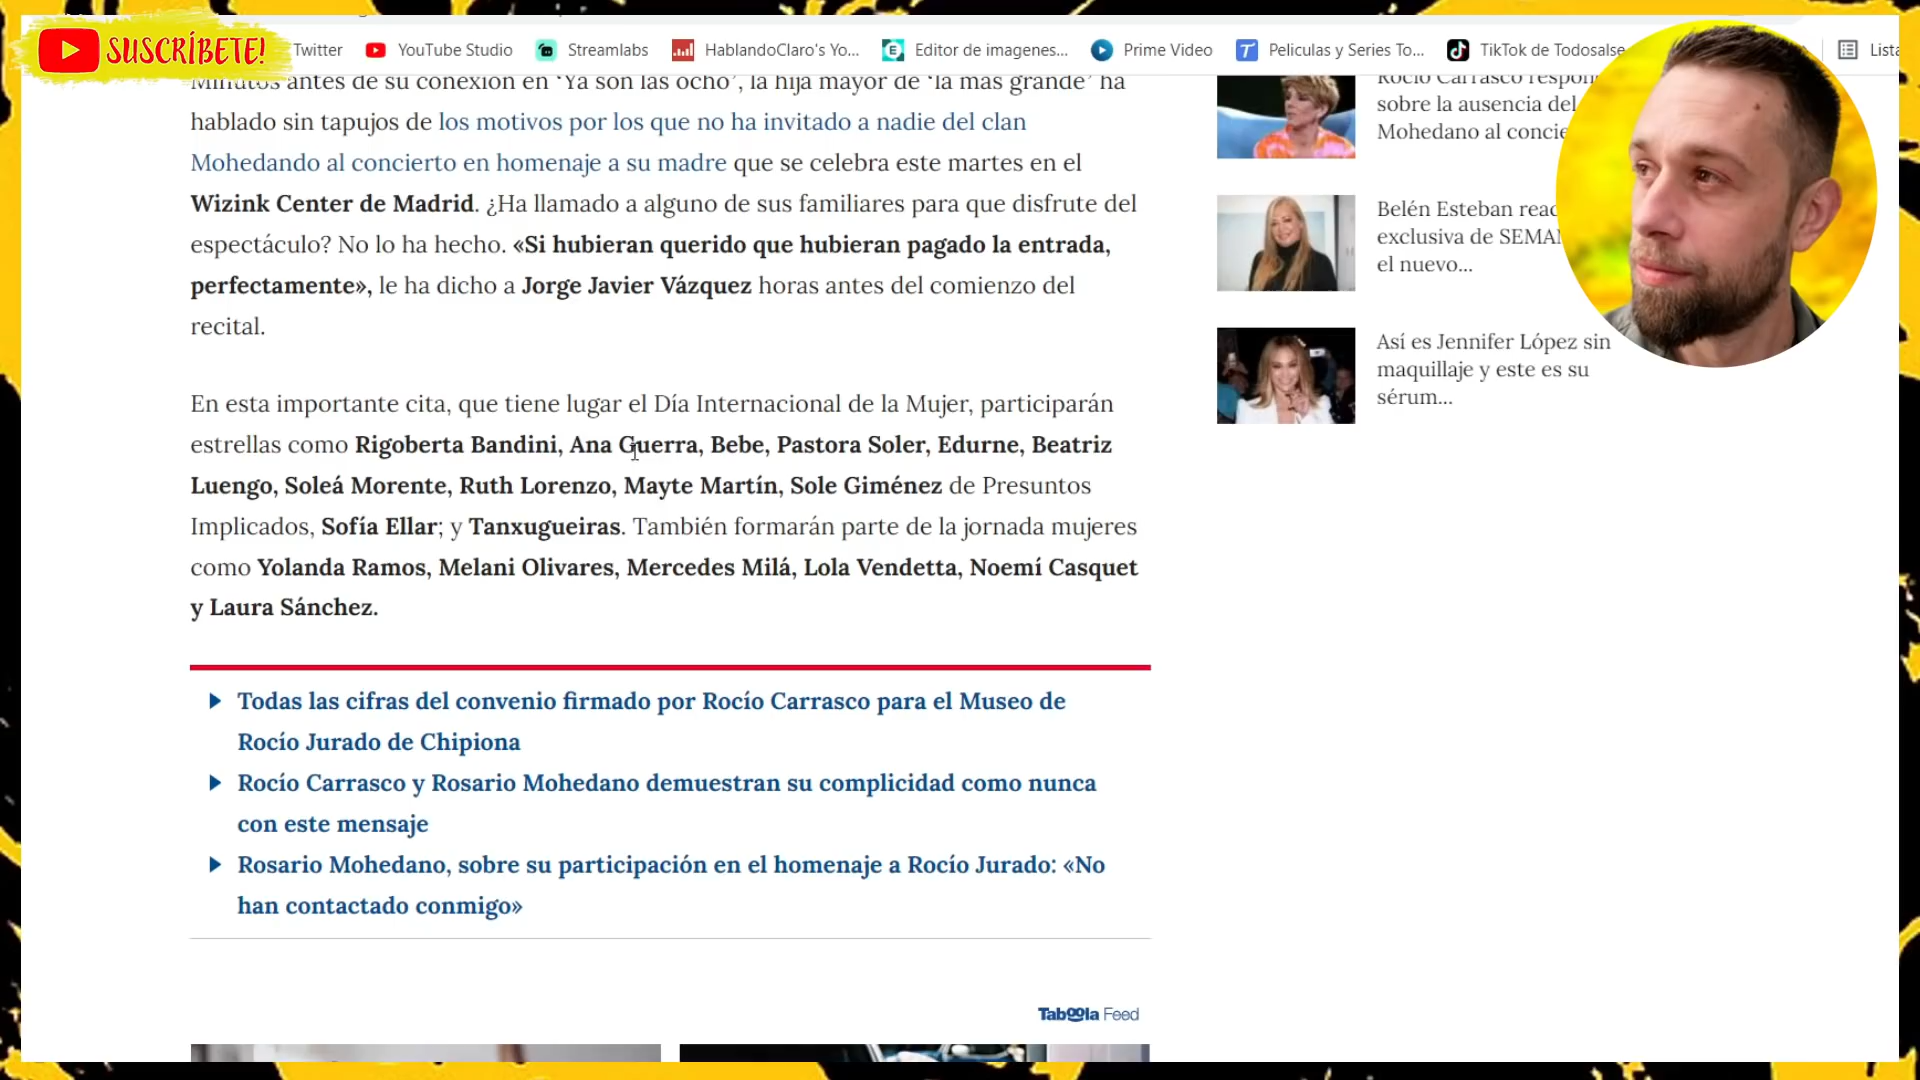 SUSCRÍBETE!
Twitter
YouTube Studio
Streamlabs
HablandoClaro's Yo...
Editor de imagenes...
Prime Video
Peliculas y Series To...
TikTok de Todosalse
Lista
Minutos antes de su conexión en 'Ya son las ocho', la hija mayor de 'la más grande' ha
hablado sin tapujos de los motivos por los que no ha invitado a nadie del clan
Mohedando al concierto en homenaje a su madre que se celebra este martes en el
Wizink Center de Madrid. ¿Ha llamado a alguno de sus familiares para que disfrute del
espectáculo? No lo ha hecho. «Si hubieran querido que hubieran pagado la entrada,
perfectamente», le ha dicho a Jorge Javier Vázquez horas antes del comienzo del
recital.
En esta importante cita, que tiene lugar el Día Internacional de la Mujer, participarán
estrellas como Rigoberta Bandini, Ana Guerra, Bebe, Pastora Soler, Edurne, Beatriz
Luengo, Soleá Morente, Ruth Lorenzo, Mayte Martín, Sole Giménez de Presuntos
Implicados, Sofía Ellar; y Tanxugueiras. También formarán parte de la jornada mujeres
como Yolanda Ramos, Melani Olivares, Mercedes Milá, Lola Vendetta, Noemí Casquet
y Laura Sánchez.
Todas las cifras del convenio firmado por Rocío Carrasco para el Museo de
Rocío Jurado de Chipiona
Rocío Carrasco y Rosario Mohedano demuestran su complicidad como nunca
con este mensaje
Rosario Mohedano, sobre su participación en el homenaje a Rocío Jurado: «No
han contactado conmigo»
Taboola Feed
Rocío Carrasco respon
sobre la ausencia del
Mohedano al concie
Belén Esteban reac
exclusiva de SEMAN
el nuevo...
Así es Jennifer López sin
maquillaje y este es su
sérum...